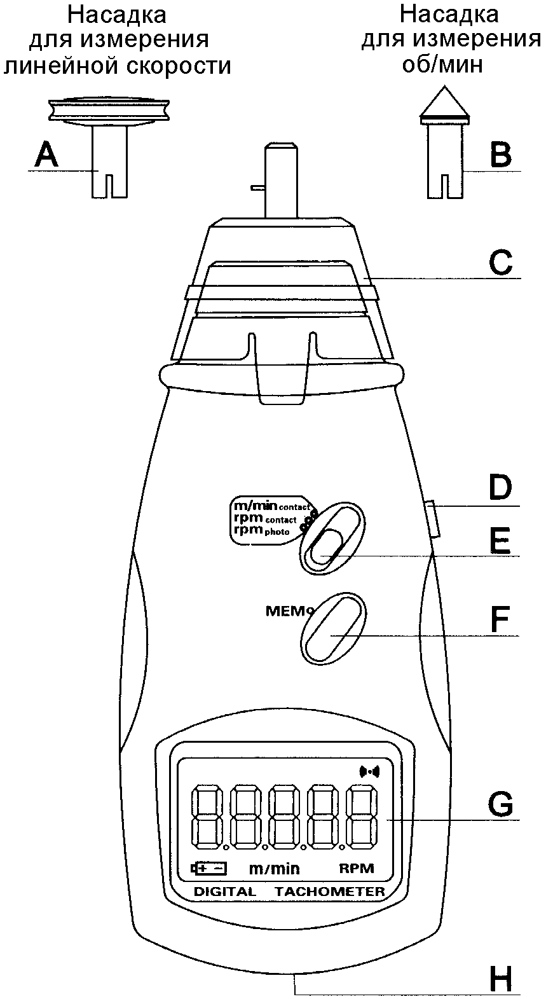 Насадка
для измерения
линейной скорости
Насадка
для измерения
об/мин
A
B
C
D
m/min contact
rpm contact
rpm photo
E
MEM
F
G
m/min RPM
DIGITAL TACHOMETER
H